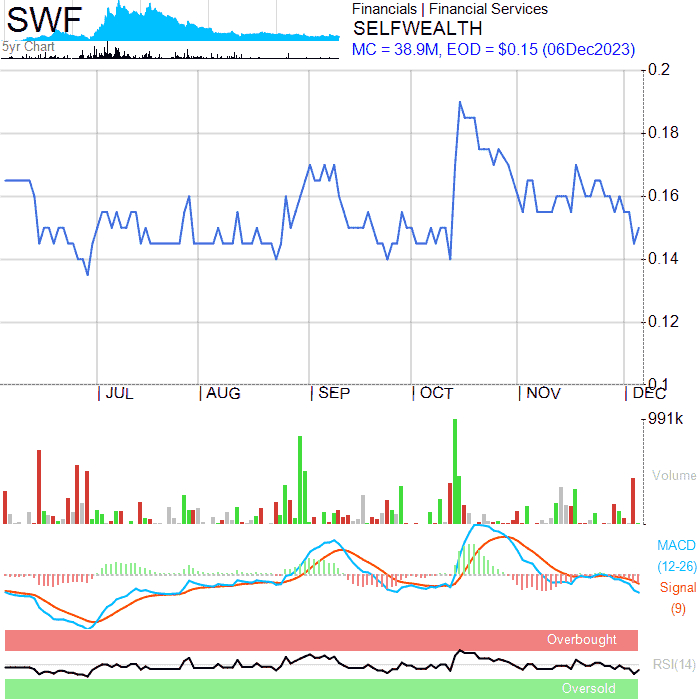 SWF
5yr Chart
Financials | Financial Services
SELFWEALTH
MC = 38.9M, EOD = $0.15 (06Dec2023)
0.2
0.18
0.16
0.14
0.12
0.1
JUL
AUG
SEP
OCT
NOV
DEC
991k
Volume
MACD
(12-26)
Signal
(9)
Overbought
RSI(14)
Oversold